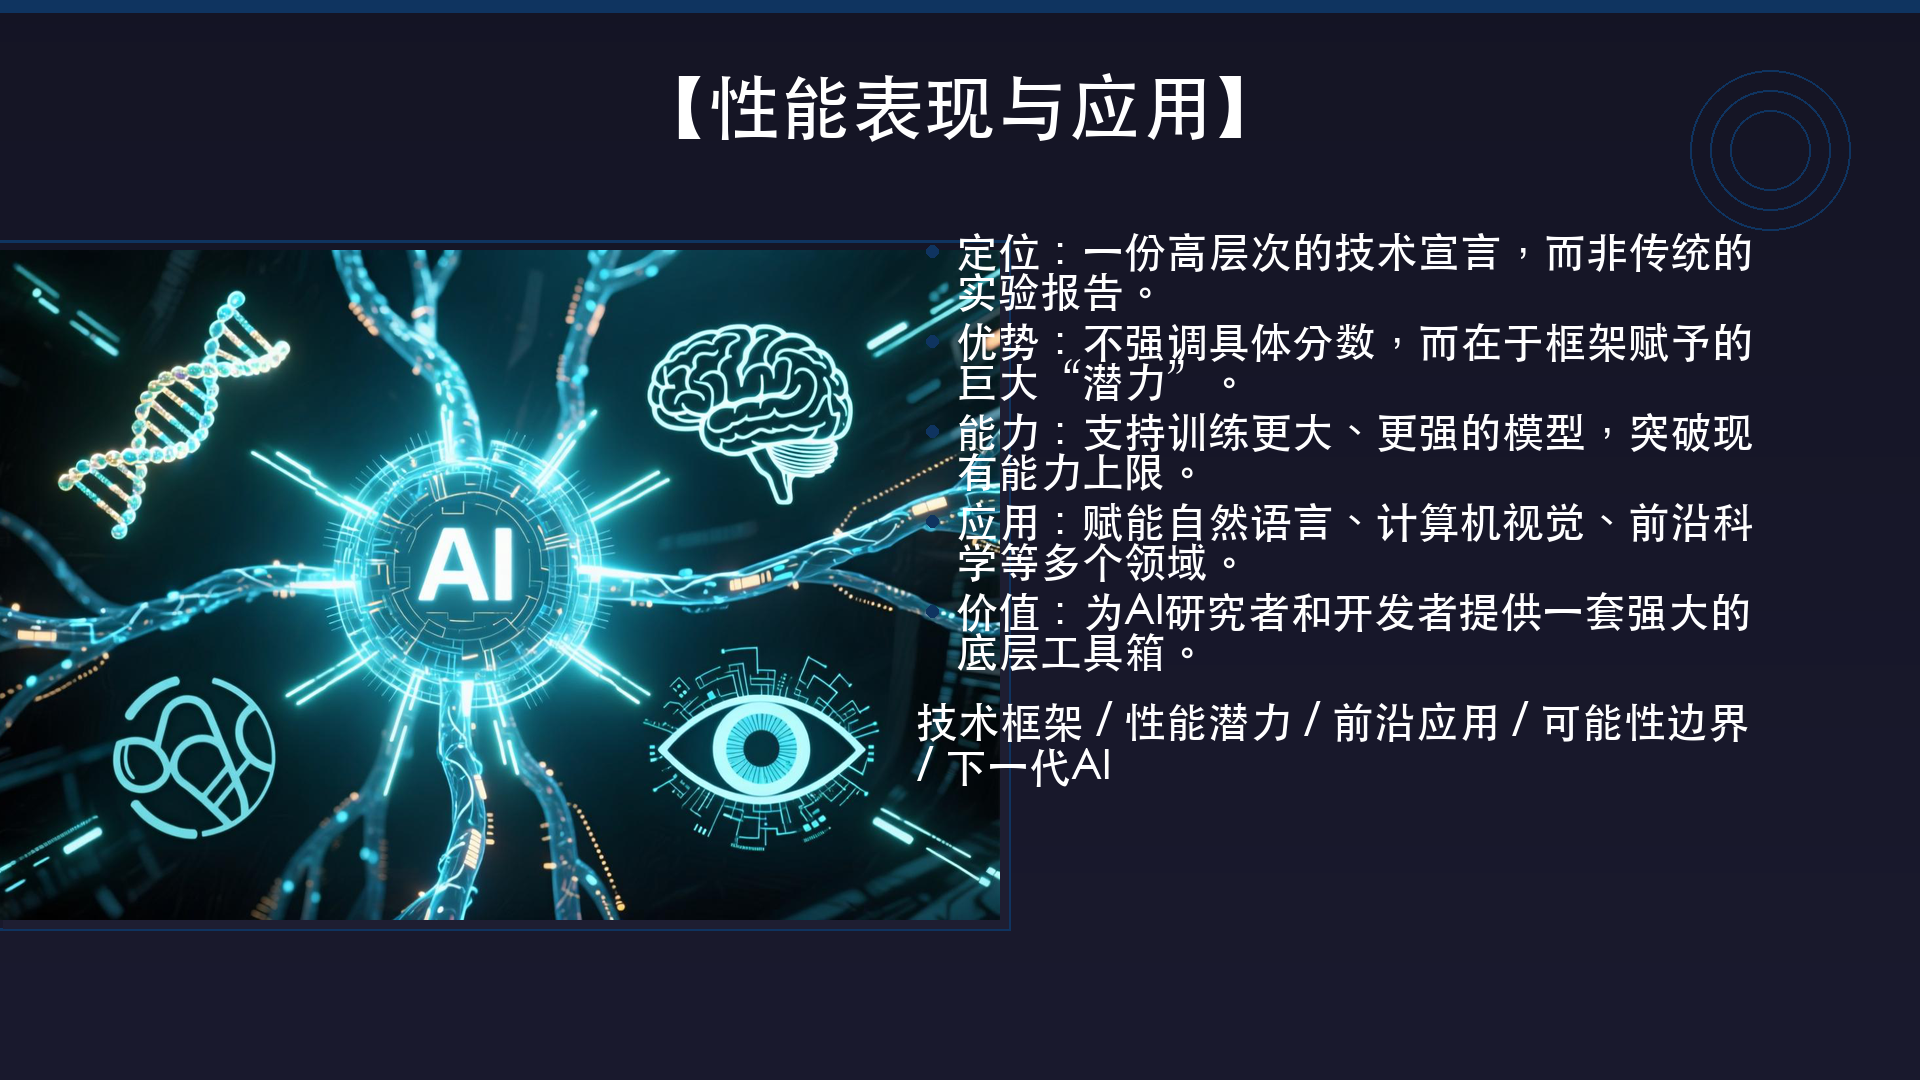 【性能表现与应用】
AI
定位：一份高层次的技术宣言，而非传统的
实验报告。
优势：不强调具体分数，而在于框架赋予的
巨大“潜力”。
能力：支持训练更大、更强的模型，突破现
有能力上限。
应用：赋能自然语言、计算机视觉、前沿科
学等多个领域。
价值：为AI研究者和开发者提供一套强大的
底层工具箱。
技术框架 / 性能潜力 / 前沿应用 / 可能性边界
/ 下一代AI